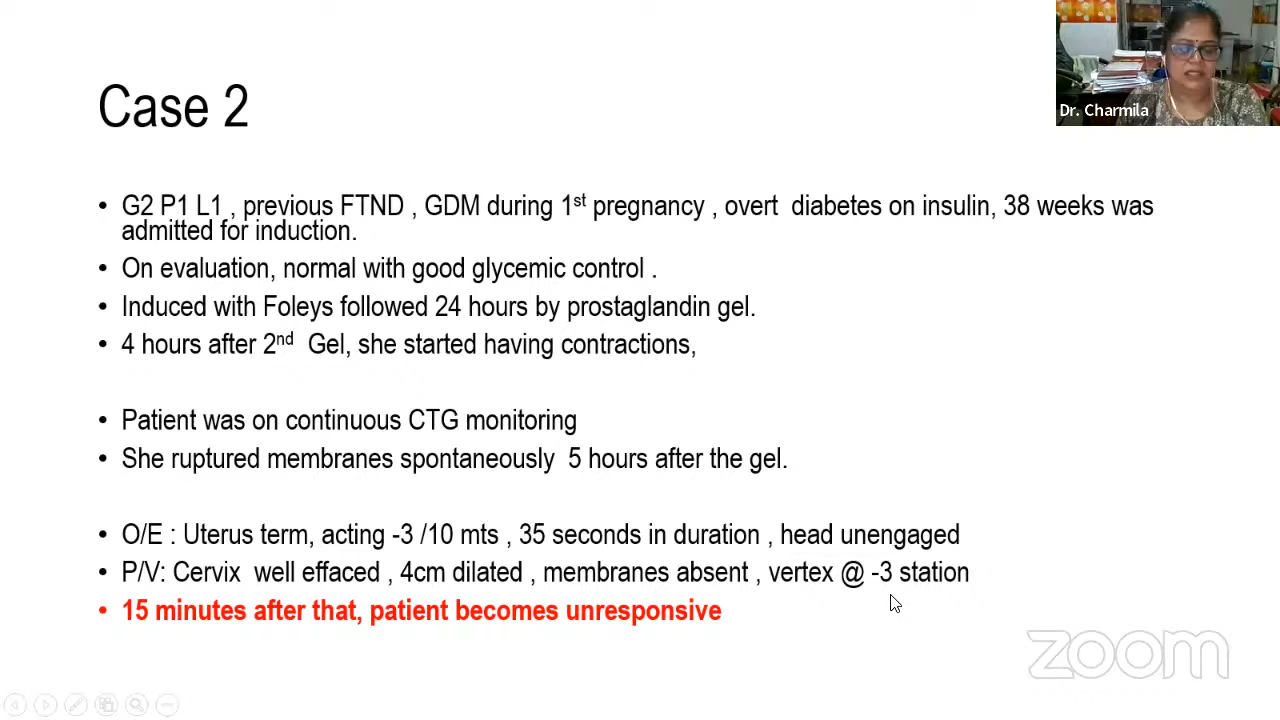 Dr. Charmila
Case 2
• G2 P1 L1 , previous FTND , GDM during 1st pregnancy , overt diabetes on insulin, 38 weeks was
admitted for induction.
• On evaluation, normal with good glycemic control .
• Induced with Foleys followed 24 hours by prostaglandin gel.
• 4 hours after 2nd Gel, she started having contractions,
• Patient was on continuous CTG monitoring
• She ruptured membranes spontaneously 5 hours after the gel.
• O/E : Uterus term, acting -3 /10 mts , 35 seconds in duration , head unengaged
• P/V: Cervix well effaced , 4cm dilated , membranes absent , vertex @ -3 station
• 15 minutes after that, patient becomes unresponsive
zoom